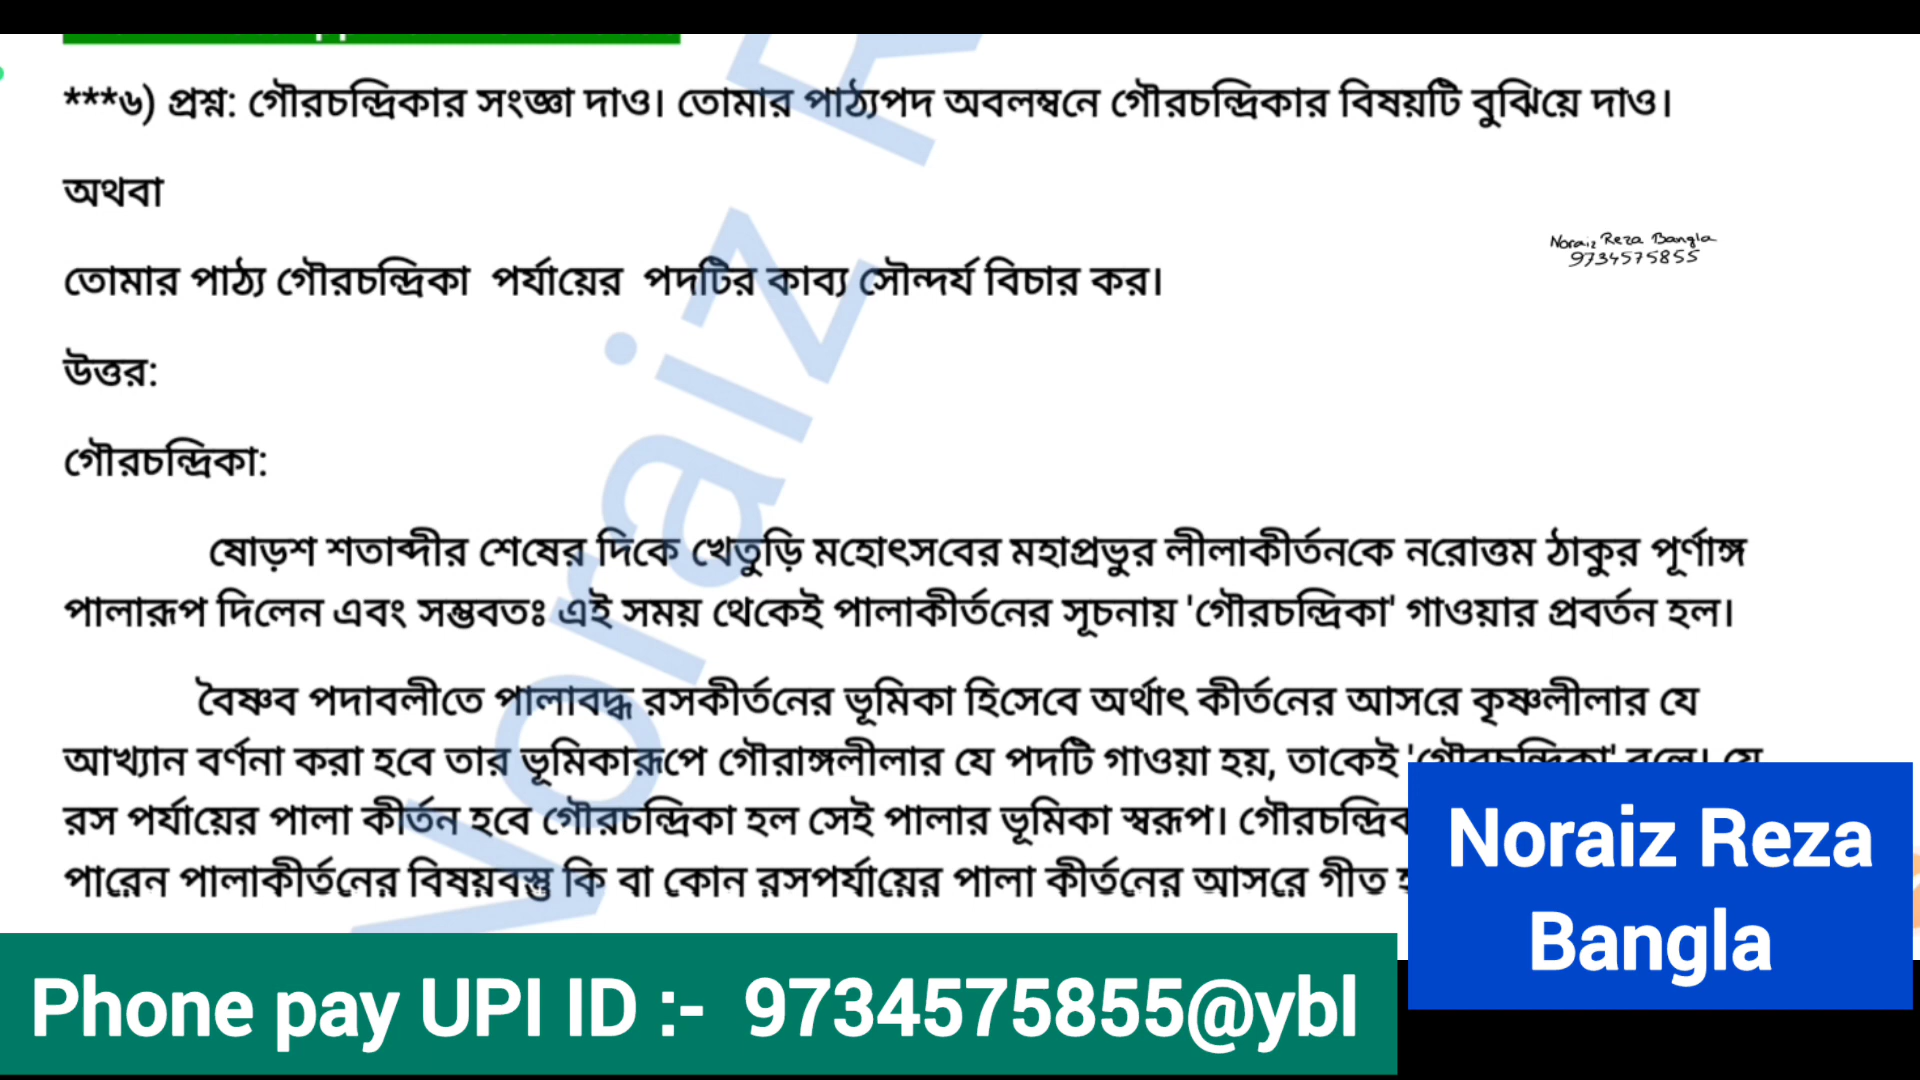 ***৬) প্রশ্ন: গৌরচন্দ্রিকার সংজ্ঞা দাও। তোমার পাঠ্যপদ অবলম্বনে গৌরচন্দ্রিকার বিষয়টি বুঝিয়ে দাও।
অথবা
Noraiz Reza Bangla
9734575855
তোমার পাঠ্য গৌরচন্দ্রিকা পর্যায়ের পদটির কাব্য সৌন্দর্য বিচার কর।
উত্তর:
গৌরচন্দ্রিকা:
ষোড়শ শতাব্দীর শেষের দিকে খেতুড়ি মহোৎসবের মহাপ্রভুর লীলাকীর্তনকে নরোত্তম ঠাকুর পূর্ণাঙ্গ
পালারূপ দিলেন এবং সম্ভবতঃ এই সময় থেকেই পালাকীর্তনের সূচনায় 'গৌরচন্দ্রিকা' গাওয়ার প্রবর্তন হল।
বৈষ্ণব পদাবলীতে পালাবদ্ধ রসকীর্তনের ভূমিকা হিসেবে অর্থাৎ কীর্তনের আসরে কৃষ্ণলীলার যে
আখ্যান বর্ণনা করা হবে তার ভূমিকারূপে গৌরাঙ্গলীলার যে পদটি গাওয়া হয়, তাকেই 'গৌরচন্দ্রিকা' বলে। যে
রস পর্যায়ের পালা কীর্তন হবে গৌরচন্দ্রিকা হল সেই পালার ভূমিকা স্বরূপ।
পারেন পালাকীর্তনের বিষয়বস্তু কি বা কোন রসপর্যায়ের পালা কীর্তনের আসরে গীত
Noraiz R
Noraiz Reza
Bangla
Phone pay UPI ID :- 9734575855@ybl